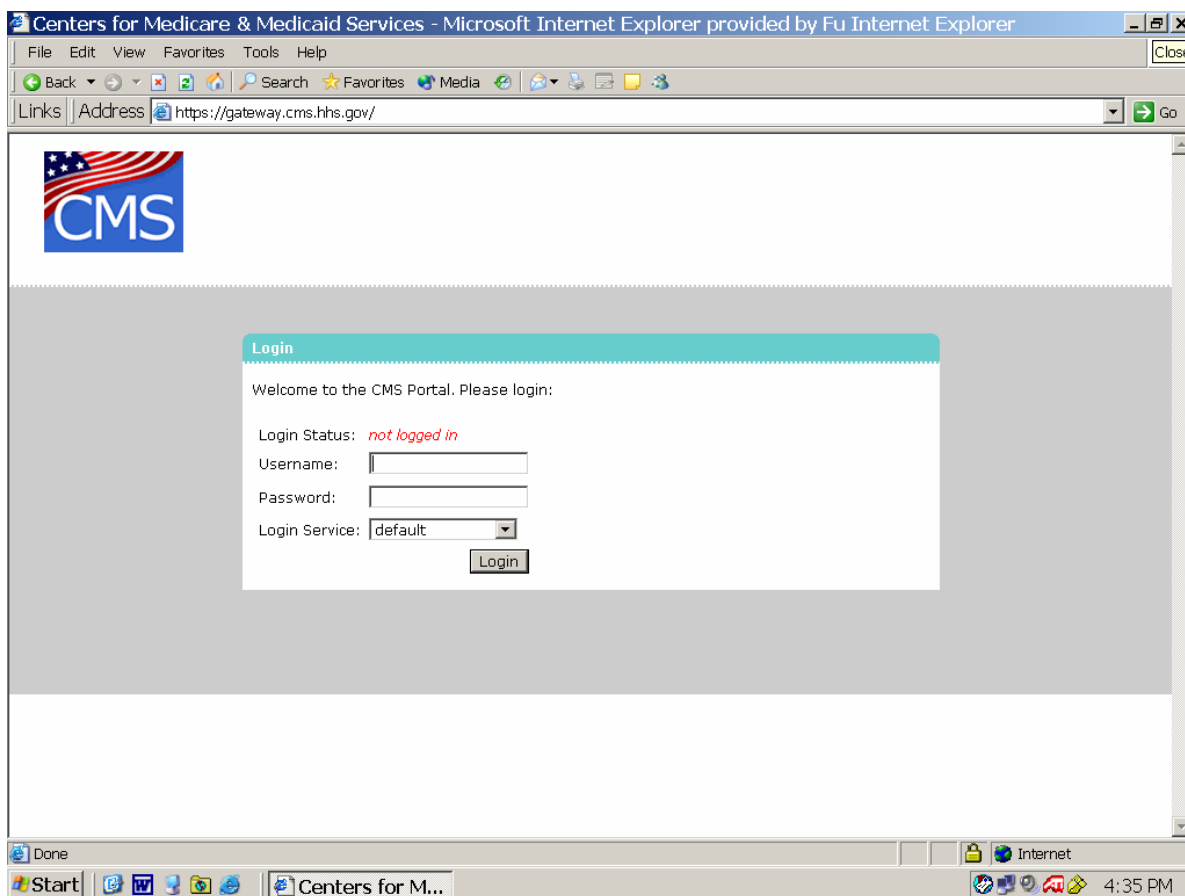 Centers for Medicare & Medicaid Services - Microsoft Internet Explorer provided by Fu Internet Explorer
File Edit View Favorites Tools Help
Close
Back Search Favorites Media
Links Address https://gateway.cms.hhs.gov/ Go
CMS
Login
Welcome to the CMS Portal. Please login:
Login Status: not logged in
Username:
Password:
Login Service: default
Login
Done Internet
Start Centers for M... 4:35 PM